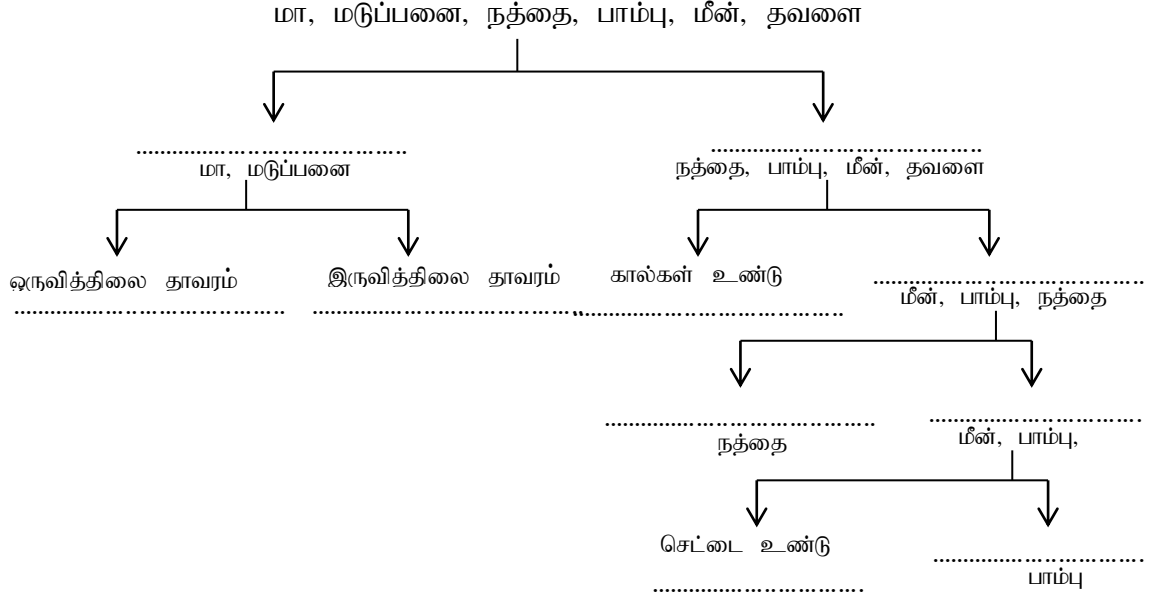 மா, மடுப்பனை, நத்தை, பாம்பு, மீன், தவளை
........................................
........................................
மா, மடுப்பனை
நத்தை, பாம்பு, மீன், தவளை
ஒருவித்திலை தாவரம்
இருவித்திலை தாவரம்
கால்கள் உண்டு
........................................
........................................
........................................
........................................
மீன், பாம்பு, நத்தை
........................................
................................
நத்தை
மீன், பாம்பு,
செட்டை உண்டு
................................
................................
பாம்பு